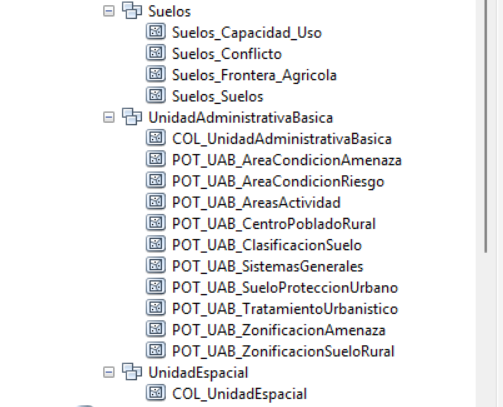 Suelos
Suelos_Capacidad_Uso
Suelos_Conflicto
Suelos_Frontera_Agricola
Suelos_Suelos
UnidadAdministrativaBasica
COL_UnidadAdministrativaBasica
POT_UAB_AreaCondicionAmenaza
POT_UAB_AreaCondicionRiesgo
POT_UAB_AreasActividad
POT_UAB_CentroPobladoRural
POT_UAB_ClasificacionSuelo
POT_UAB_SistemasGenerales
POT_UAB_SueloProteccionUrbano
POT_UAB_TratamientoUrbanistico
POT_UAB_ZonificacionAmenaza
POT_UAB_ZonificacionSueloRural
UnidadEspacial
COL_UnidadEspacial